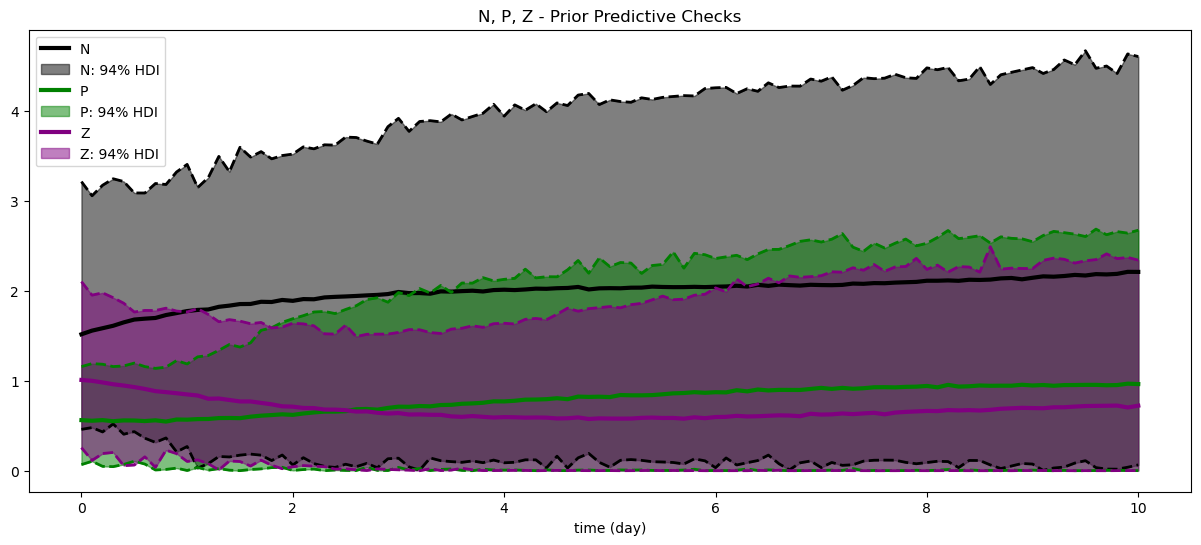 N, P, Z - Prior Predictive Checks
N
N: 94% HDI
P
P: 94% HDI
Z
Z: 94% HDI
4
3
2
1
0
0
2
4
6
8
10
time (day)